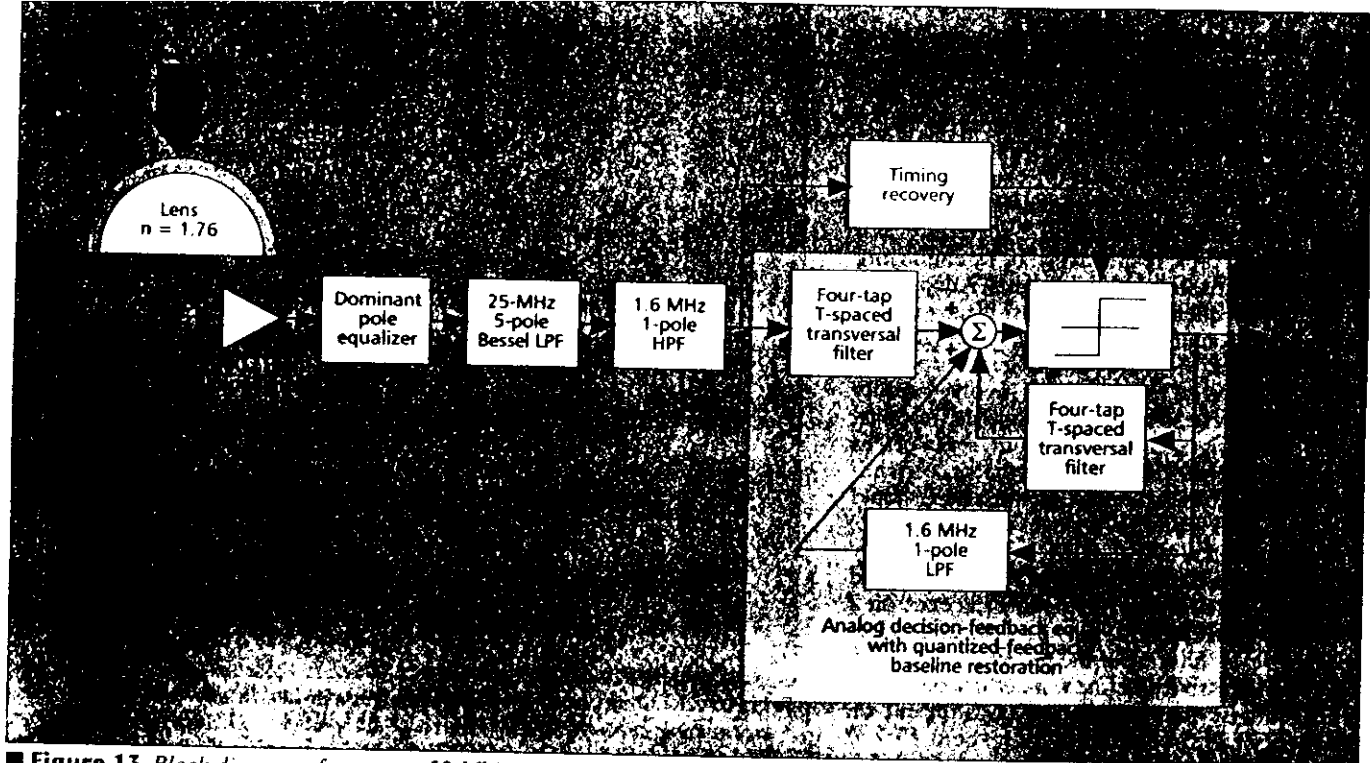 Timing
recovery
Lens
n = 1.76
Dominant
pole
equalizer
25-MHz
5-pole
Bessel LPF
1.6 MHz
1-pole
HPF
Four-tap
T-spaced
transversal
filter
+
Σ
Four-tap
T-spaced
transversal
filter
1.6 MHz
1-pole
LPF
Analog decision-feedback
with quantized-feedback
baseline restoration
■ Figure 13. Block diagram